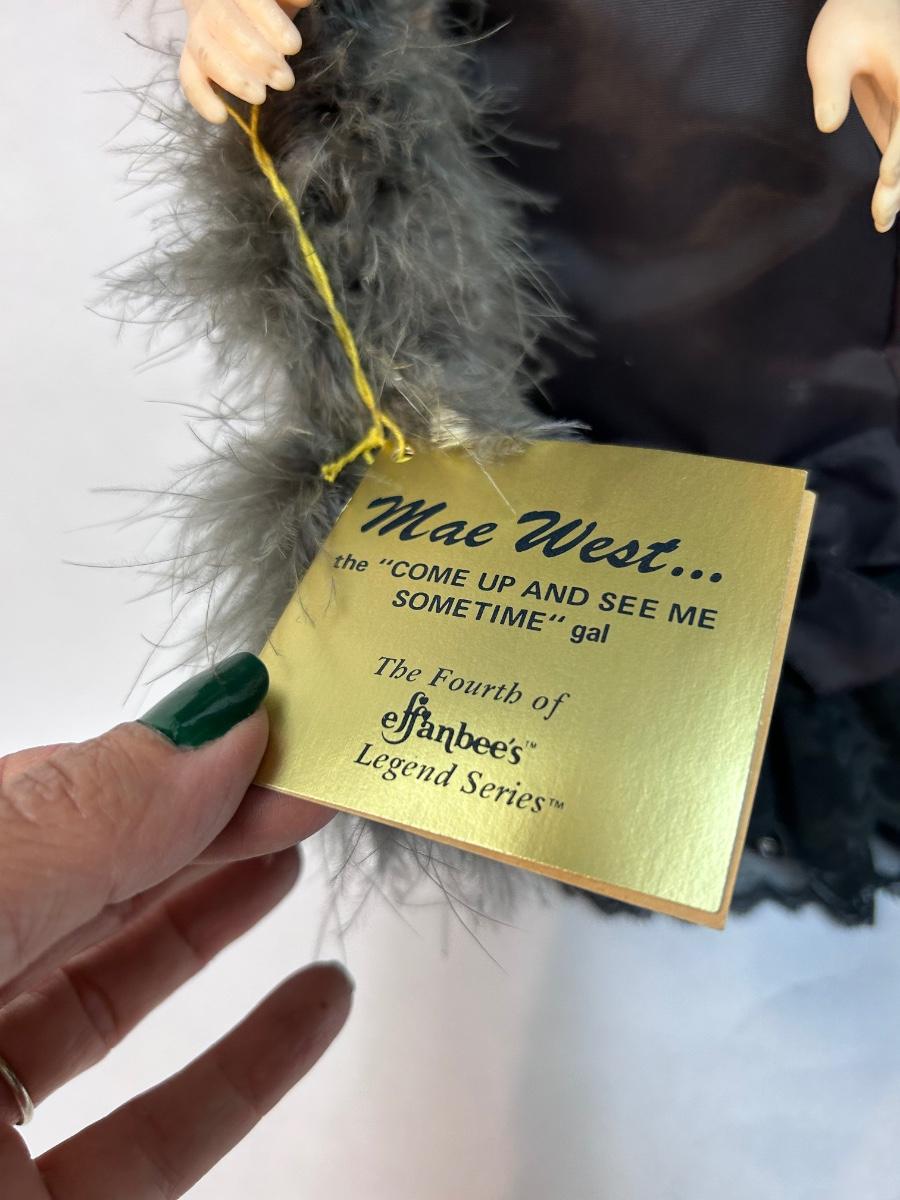 Mae West...
the "COME UP AND SEE ME
SOMETIME" gal
The Fourth of
effanbee's™
Legend Series™